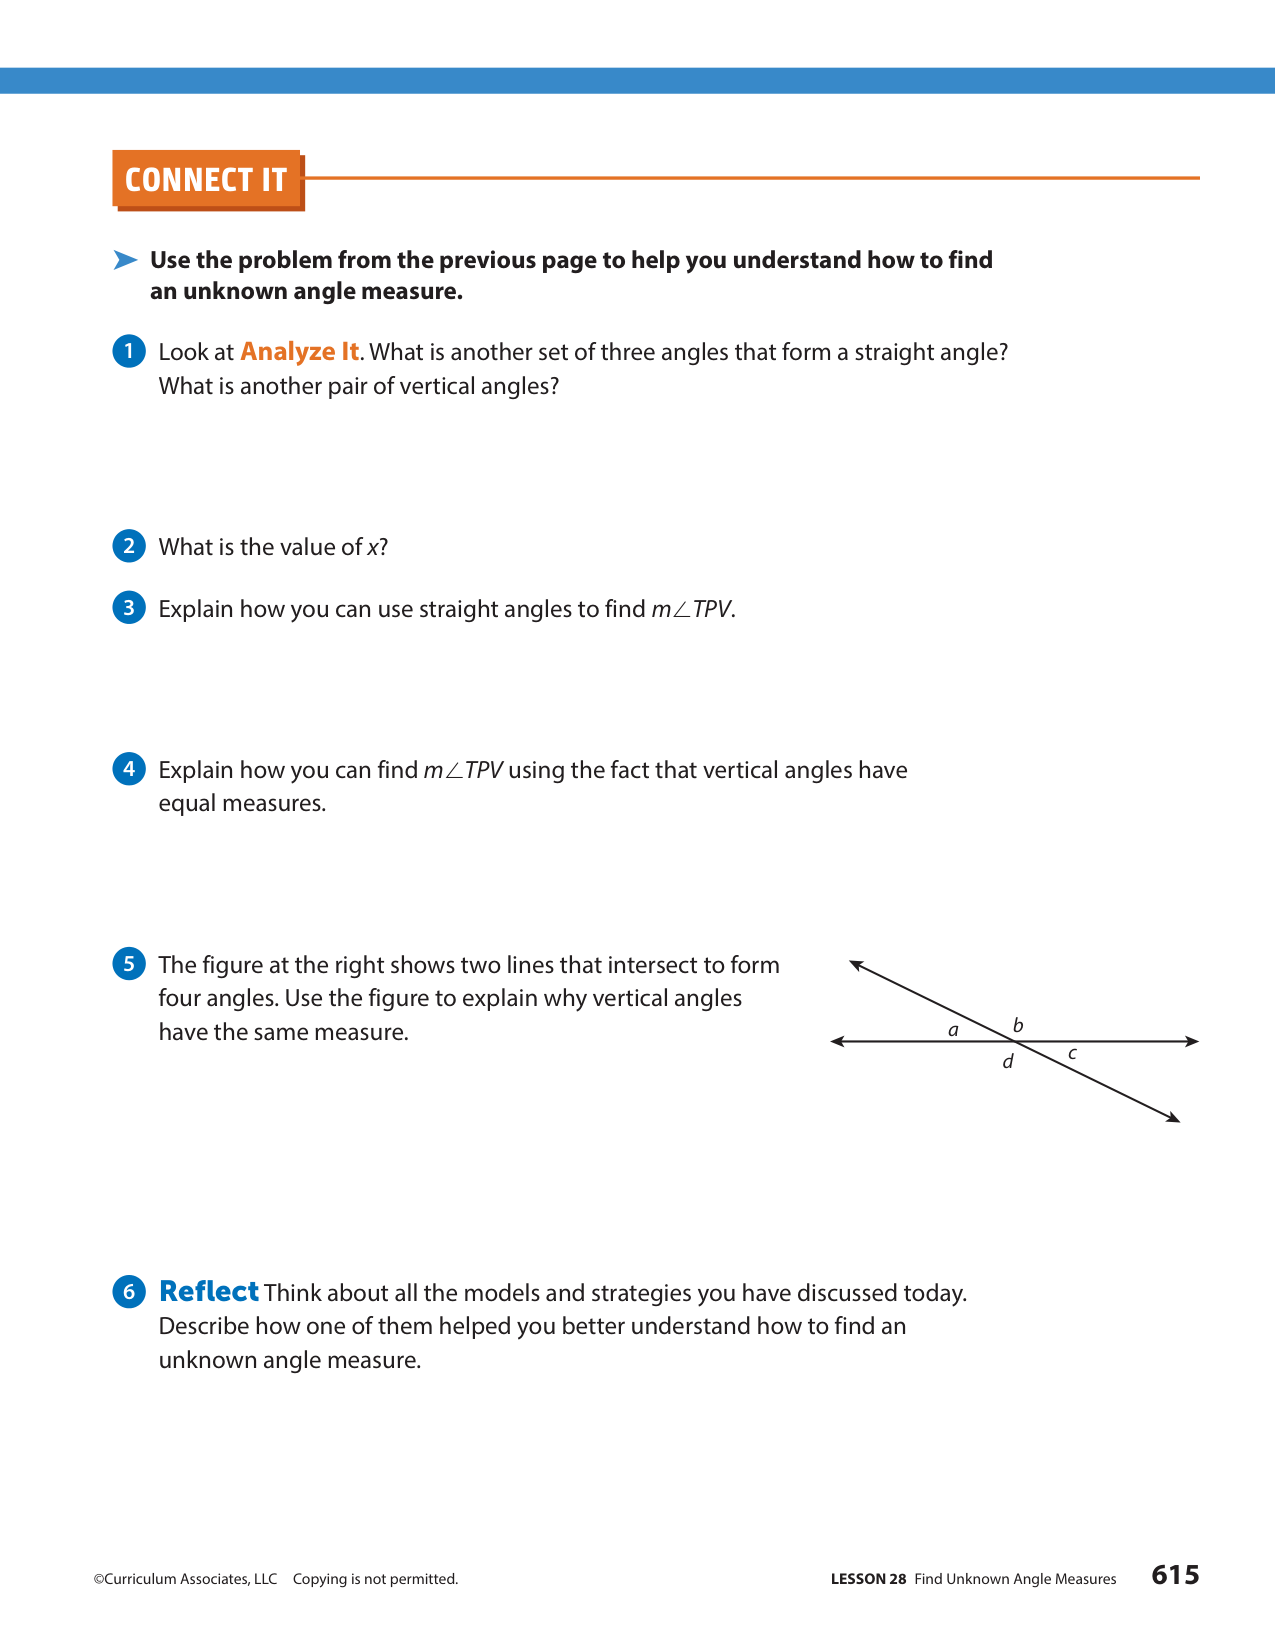 CONNECT IT
Use the problem from the previous page to help you understand how to find
an unknown angle measure.
1 Look at Analyze It. What is another set of three angles that form a straight angle?
What is another pair of vertical angles?
2 What is the value of x?
3 Explain how you can use straight angles to find m∠TPV.
4 Explain how you can find m∠TPV using the fact that vertical angles have
equal measures.
5 The figure at the right shows two lines that intersect to form
four angles. Use the figure to explain why vertical angles
have the same measure.
a
b
c
d
6 Reflect Think about all the models and strategies you have discussed today.
Describe how one of them helped you better understand how to find an
unknown angle measure.
©Curriculum Associates, LLC Copying is not permitted.
LESSON 28 Find Unknown Angle Measures 615